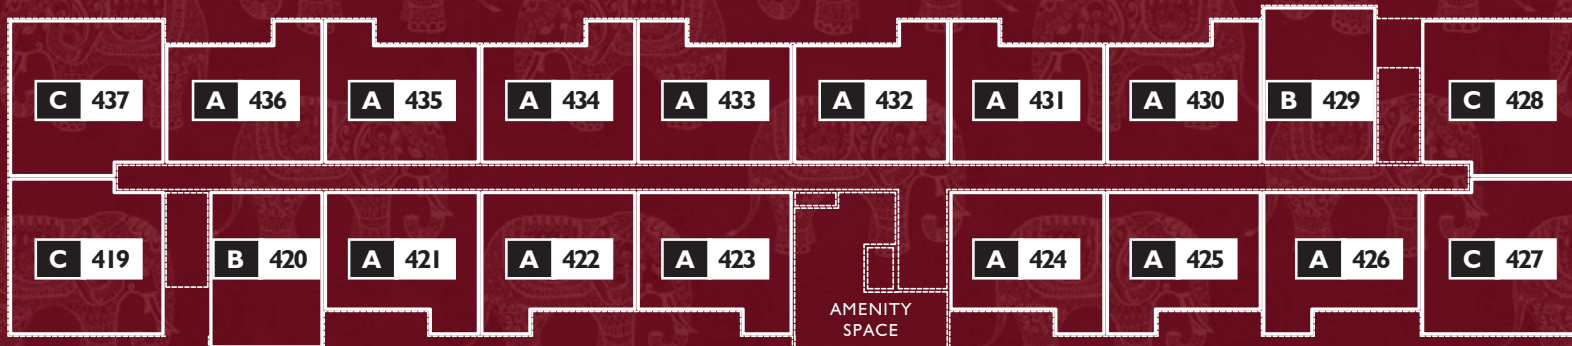 C 437
A 436
A 435
A 434
A 433
A 432
A 431
A 430
B 429
C 428
C 419
B 420
A 421
A 422
A 423
A 424
A 425
A 426
C 427
AMENITY
SPACE